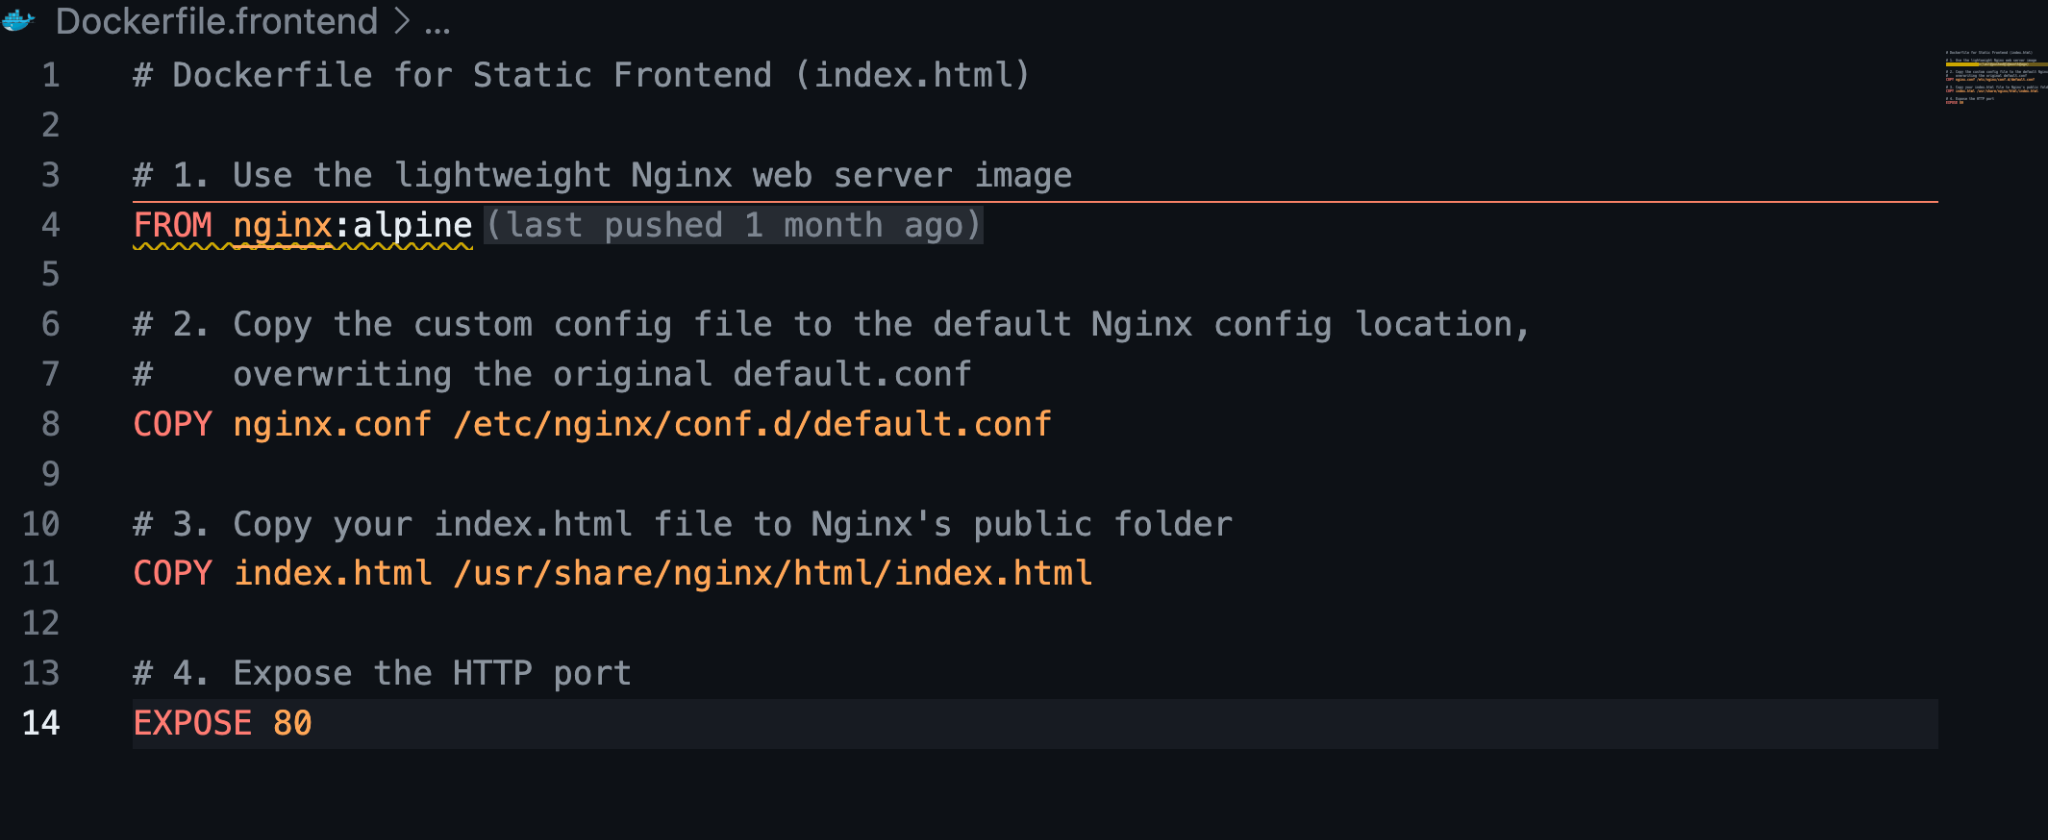 Dockerfile.frontend > ...
1 # Dockerfile for Static Frontend (index.html)
2
3 # 1. Use the lightweight Nginx web server image
4 FROM nginx:alpine (last pushed 1 month ago)
5
6 # 2. Copy the custom config file to the default Nginx config location,
7 #    overwriting the original default.conf
8 COPY nginx.conf /etc/nginx/conf.d/default.conf
9
10 # 3. Copy your index.html file to Nginx's public folder
11 COPY index.html /usr/share/nginx/html/index.html
12
13 # 4. Expose the HTTP port
14 EXPOSE 80